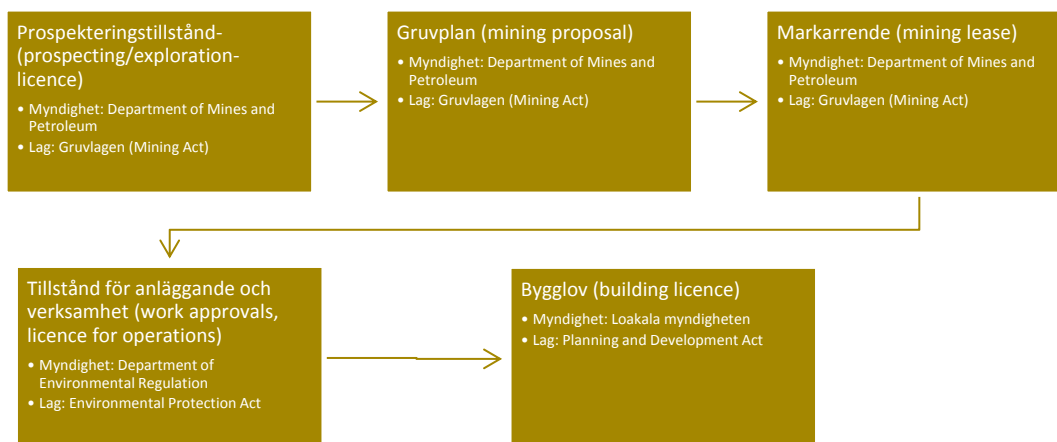 Prospekteringstillstånd-
(prospecting/exploration-
licence)
• Myndighet: Department of Mines and
Petroleum
• Lag: Gruvlagen (Mining Act)
Gruvplan (mining proposal)
• Myndighet: Department of Mines and
Petroleum
• Lag: Gruvlagen (Mining Act)
Markarrende (mining lease)
• Myndighet: Department of Mines and
Petroleum
• Lag: Gruvlagen (Mining Act)
Tillstånd för anläggande och
verksamhet (work approvals,
licence for operations)
• Myndighet: Department of
Environmental Regulation
• Lag: Environmental Protection Act
Bygglov (building licence)
• Myndighet: Loakala myndigheten
• Lag: Planning and Development Act